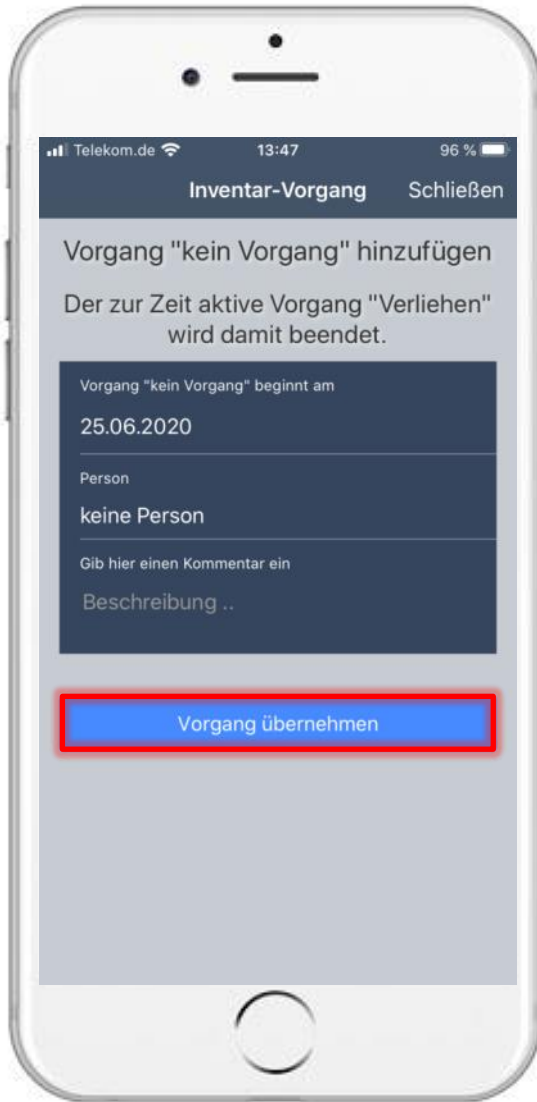 Telekom.de 13:47 96 %
Inventar-Vorgang Schließen
Vorgang "kein Vorgang" hinzufügen
Der zur Zeit aktive Vorgang "Verliehen"
wird damit beendet.
Vorgang "kein Vorgang" beginnt am
25.06.2020
Person
keine Person
Gib hier einen Kommentar ein
Beschreibung ..
Vorgang übernehmen